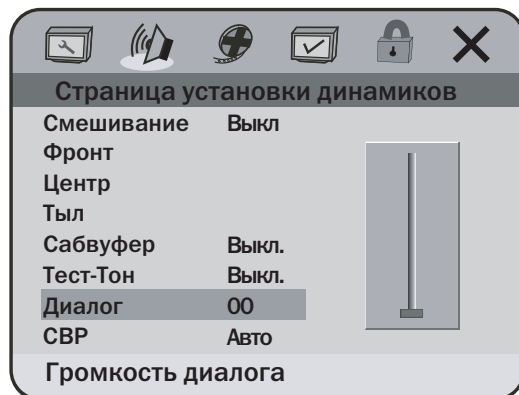 Страница установки динамиков
Смешивание Выкл
Фронт
Центр
Тыл
Сабвуфер Выкл.
Тест-Тон Выкл.
Диалог 00
СВР Авто
Громкость диалога